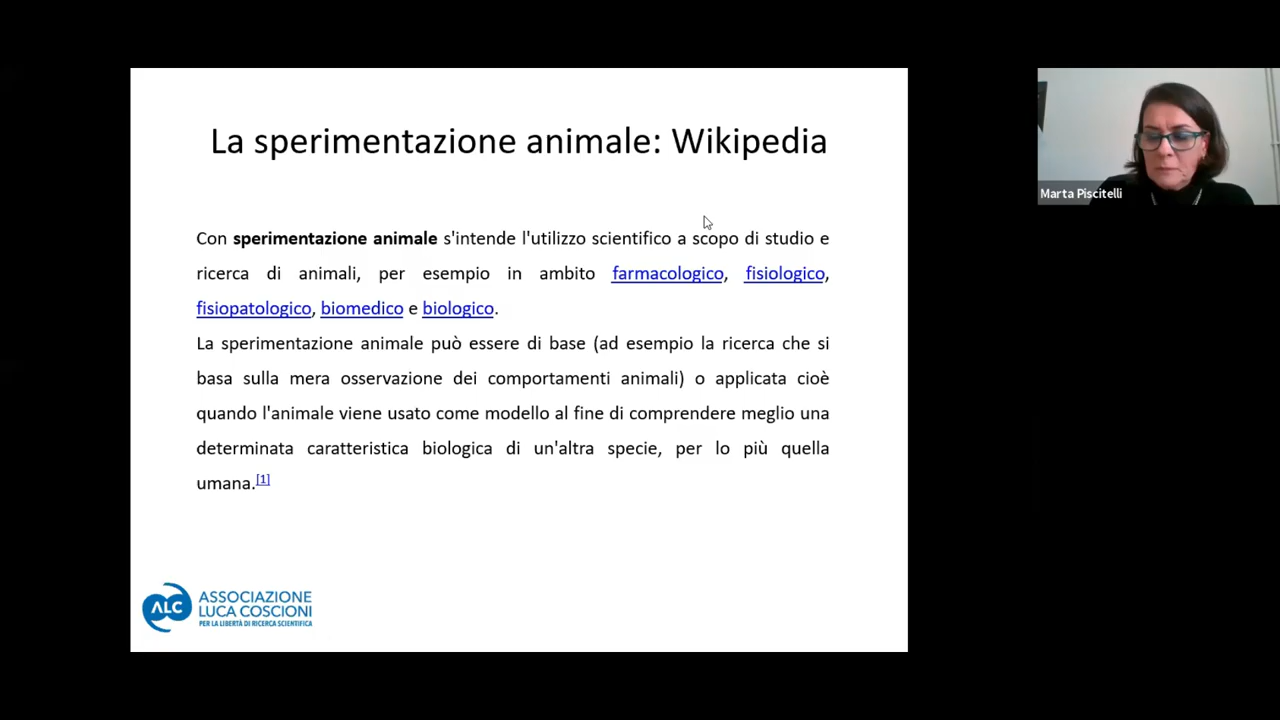 La sperimentazione animale: Wikipedia
Marta Piscitelli
Con sperimentazione animale s'intende l'utilizzo scientifico a scopo di studio e
ricerca di animali, per esempio in ambito farmacologico, fisiologico,
fisiopatologico, biomedico e biologico.
La sperimentazione animale può essere di base (ad esempio la ricerca che si
basa sulla mera osservazione dei comportamenti animali) o applicata cioè
quando l'animale viene usato come modello al fine di comprendere meglio una
determinata caratteristica biologica di un'altra specie, per lo più quella
umana.[1]
ALC
ASSOCIAZIONE
LUCA COSCIONI
PER LA LIBERTÀ DI RICERCA SCIENTIFICA